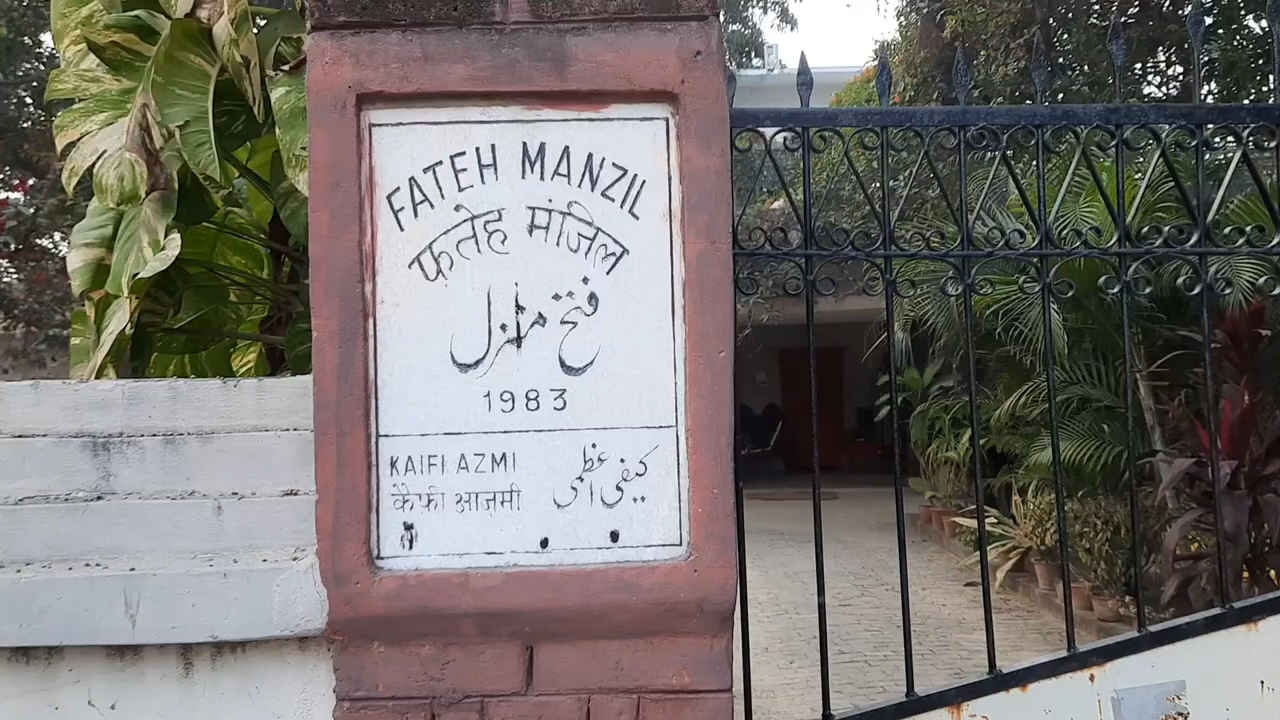 FATEH MANZIL
फतेह मंजिल
فتح منزل
1983
KAIFI AZMI
कैफ़ी आज़मी
کیفی اعظمی